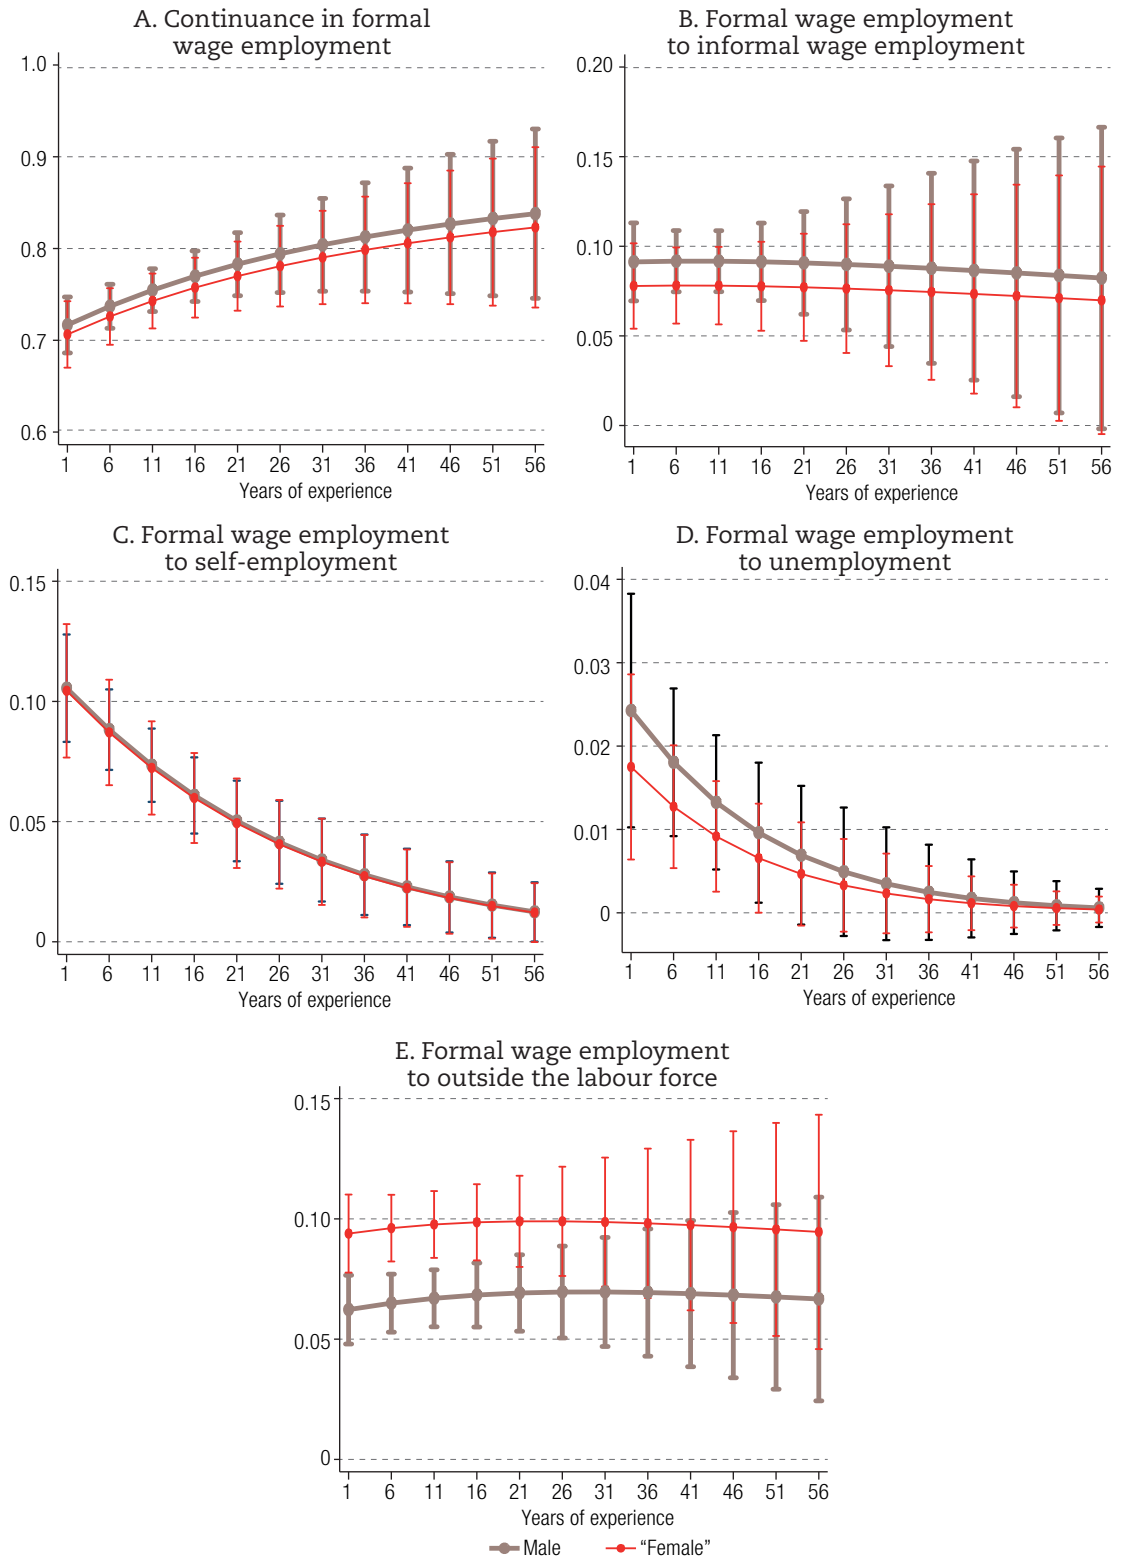 A. Continuance in formal
wage employment
1.0
0.9
0.8
0.7
0.6
1 6 11 16 21 26 31 36 41 46 51 56
Years of experience
B. Formal wage employment
to informal wage employment
0.20
0.15
0.10
0.05
0
1 6 11 16 21 26 31 36 41 46 51 56
Years of experience
C. Formal wage employment
to self-employment
0.15
0.10
0.05
0
1 6 11 16 21 26 31 36 41 46 51 56
Years of experience
D. Formal wage employment
to unemployment
0.04
0.03
0.02
0.01
0
1 6 11 16 21 26 31 36 41 46 51 56
Years of experience
E. Formal wage employment
to outside the labour force
0.15
0.10
0.05
0
1 6 11 16 21 26 31 36 41 46 51 56
Years of experience
Male “Female”